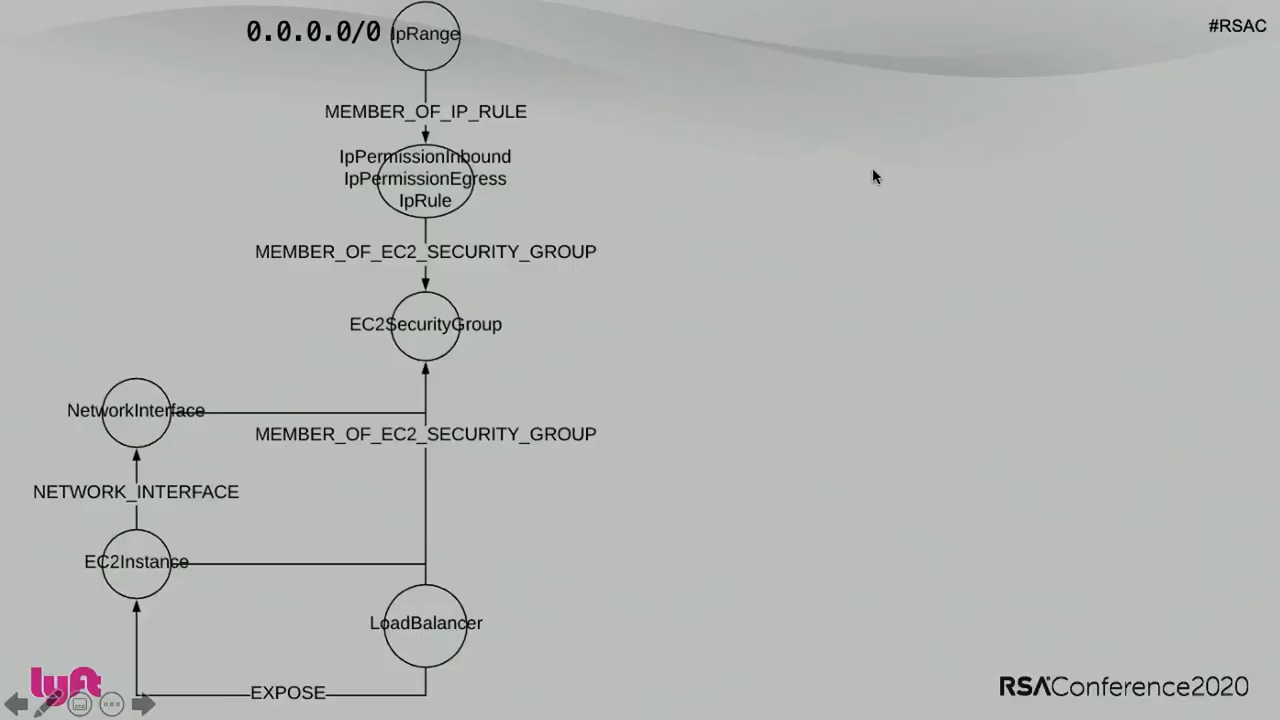 0.0.0.0/0 IpRange
#RSAC
MEMBER_OF_IP_RULE
IpPermissionInbound
IpPermissionEgress
IpRule
MEMBER_OF_EC2_SECURITY_GROUP
EC2SecurityGroup
NetworkInterface
MEMBER_OF_EC2_SECURITY_GROUP
NETWORK_INTERFACE
EC2Instance
LoadBalancer
EXPOSE
lyft
RSAConference2020